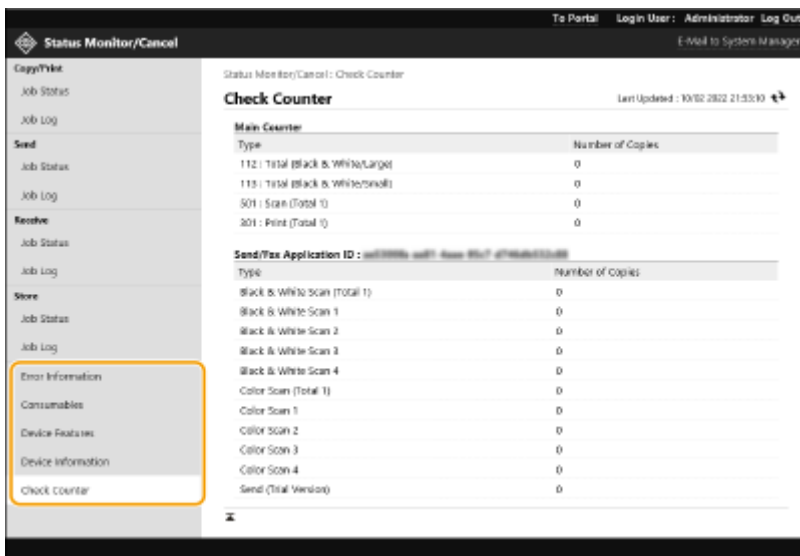 To Portal Login User : Administrator Log Out
Status Monitor/Cancel E-Mail to System Manager
Copy/Print
Job Status
Job Log
Send
Job Status
Job Log
Receive
Job Status
Job Log
Store
Job Status
Job Log
Error Information
Consumables
Device Features
Device Information
Check Counter
Status Monitor/Cancel : Check Counter
Check Counter Last Updated : 10/02 2022 21:53:10
Main Counter
Type Number of Copies
112 : Total (Black & White/Large) 0
113 : Total (Black & White/Small) 0
501 : Scan (Total 1) 0
301 : Print (Total 1) 0
Send/Fax Application ID :
Type Number of Copies
Black & White Scan (Total 1) 0
Black & White Scan 1 0
Black & White Scan 2 0
Black & White Scan 3 0
Black & White Scan 4 0
Color Scan (Total 1) 0
Color Scan 1 0
Color Scan 2 0
Color Scan 3 0
Color Scan 4 0
Send (Trial Version) 0